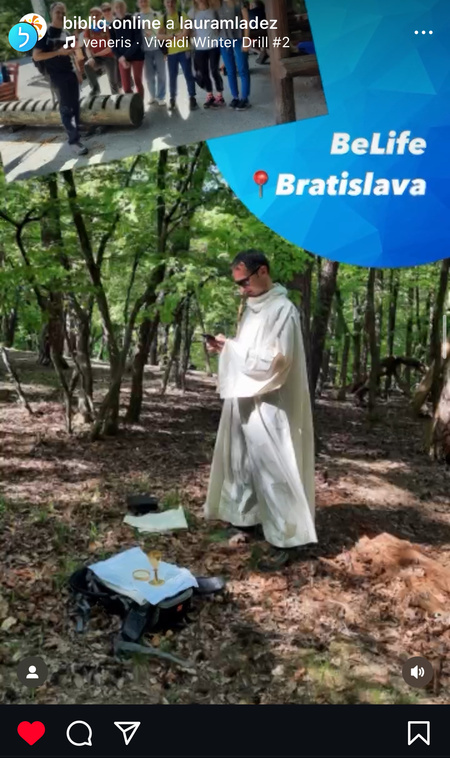 bibliq.online a lauramladez
veneris · Vivaldi Winter Drill #2
BeLife
Bratislava